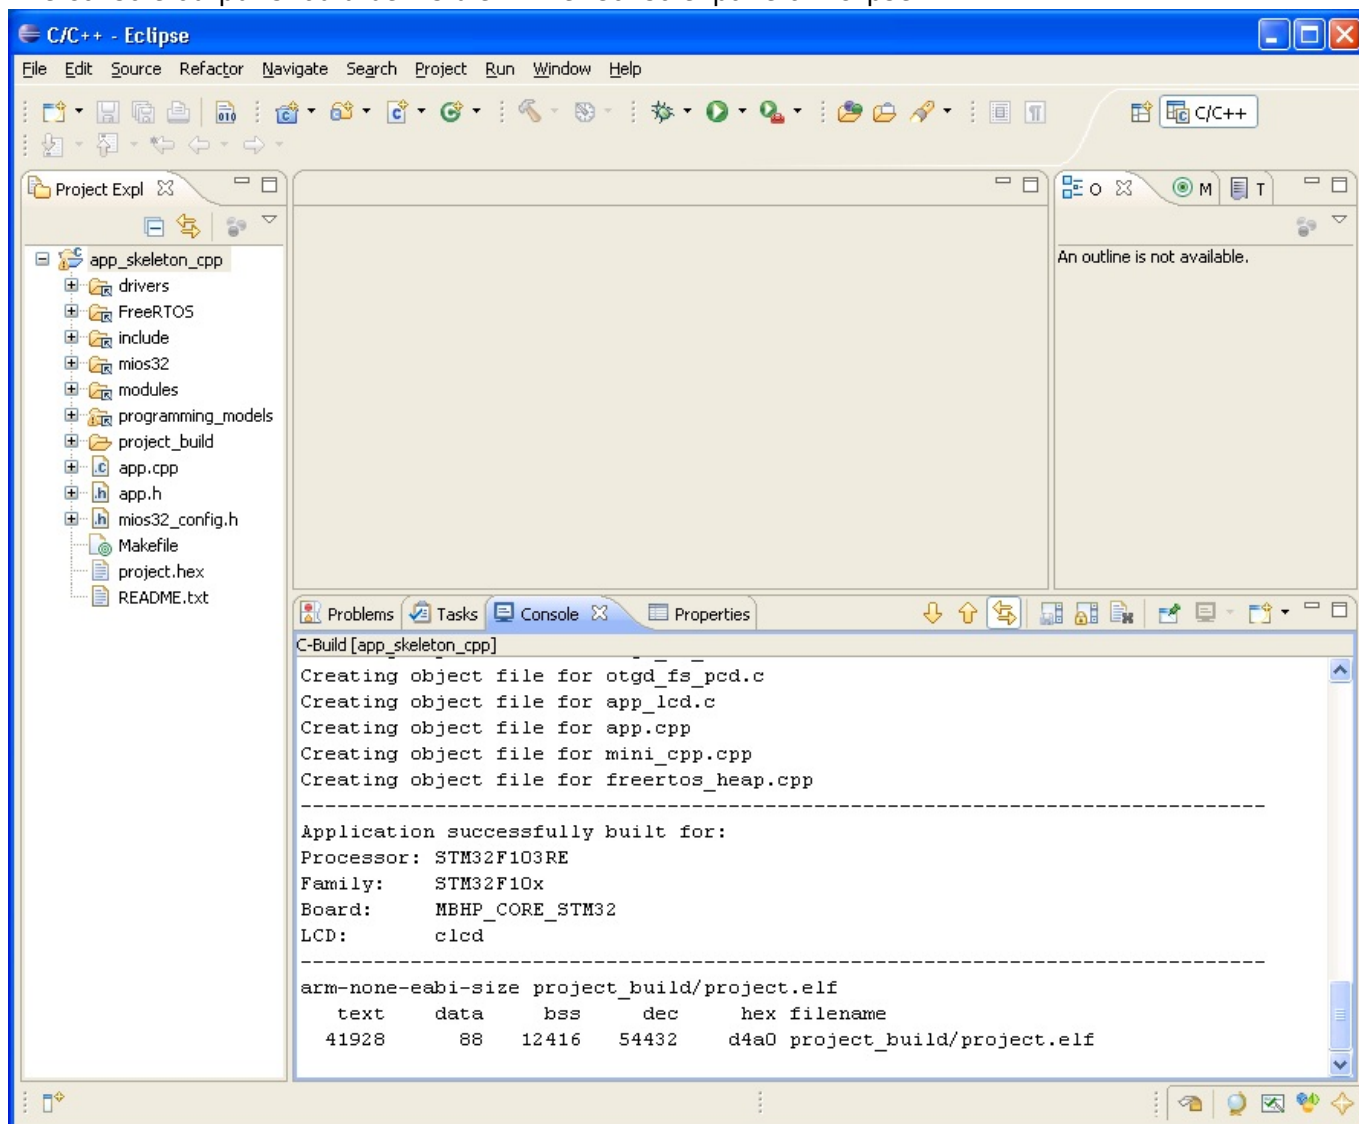 C/C++ - Eclipse
File Edit Source Refactor Navigate Search Project Run Window Help
010
C/C++
Project Expl
O M T
app_skeleton_cpp
drivers
FreeRTOS
include
mios32
modules
programming_models
project_build
app.cpp
app.h
mios32_config.h
Makefile
project.hex
README.txt
An outline is not available.
Problems Tasks Console Properties
C-Build [app_skeleton_cpp]
Creating object file for otgd_fs_pcd.c
Creating object file for app_lcd.c
Creating object file for app.cpp
Creating object file for mini_cpp.cpp
Creating object file for freertos_heap.cpp
--------------------------------------------------------------------------------
Application successfully built for:
Processor: STM32F103RE
Family: STM32F10x
Board: MBHP_CORE_STM32
LCD: clcd
--------------------------------------------------------------------------------
arm-none-eabi-size project_build/project.elf
text data bss dec hex filename
41928 88 12416 54432 d4a0 project_build/project.elf